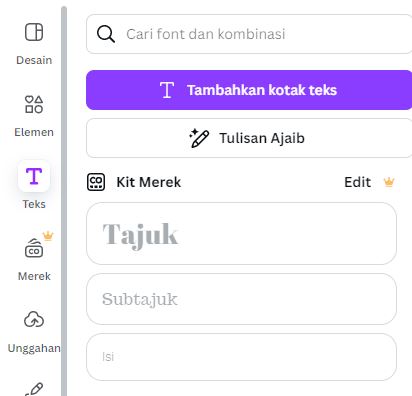 Desain
Elemen
Teks
Merek
Unggahan
Cari font dan kombinasi
Tambahkan kotak teks
Tulisan Ajaib
CO Kit Merek Edit
Tajuk
Subtajuk
Isi